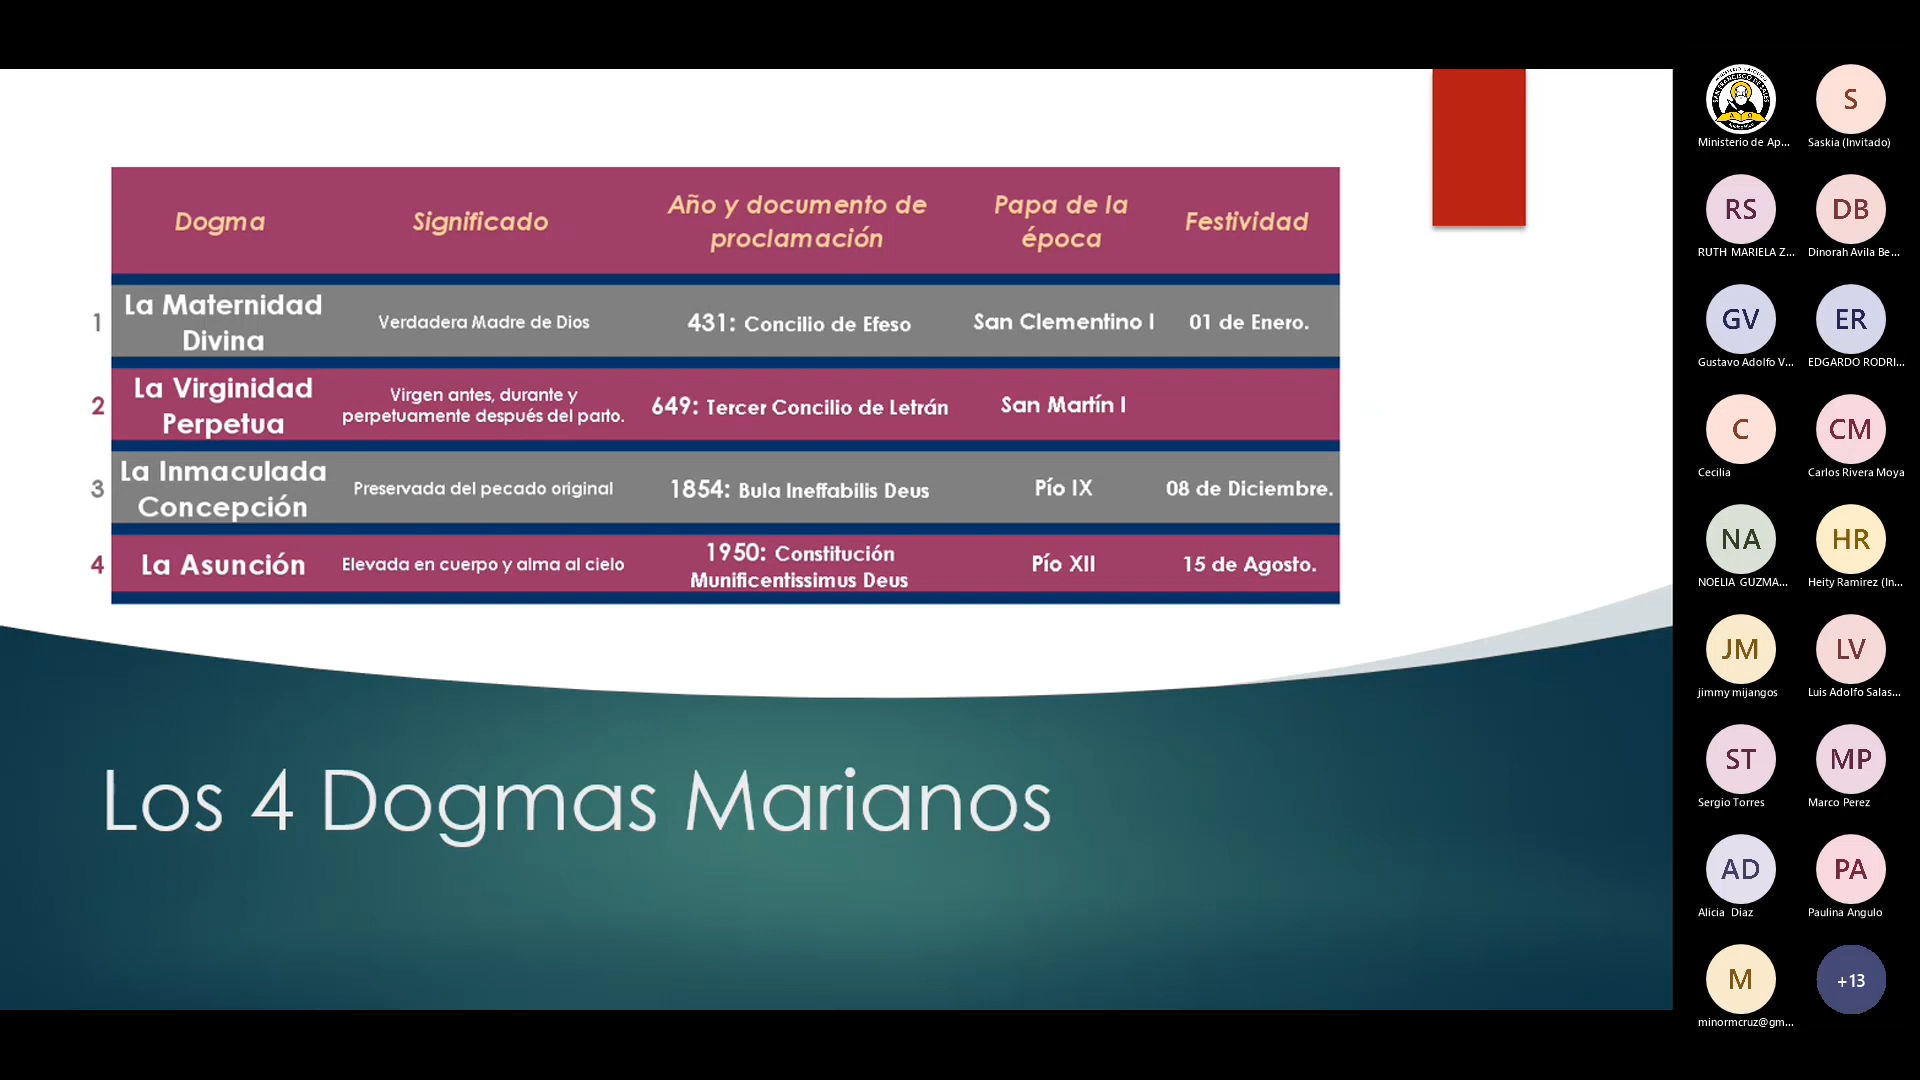 Dogma
Significado
Año y documento de
proclamación
Papa de la
época
Festividad
1
La Maternidad
Divina
Verdadera Madre de Dios
431: Concilio de Efeso
San Clementino I
01 de Enero.
2
La Virginidad
Perpetua
Virgen antes, durante y
perpetuamente después del parto.
649: Tercer Concilio de Letrán
San Martín I
3
La Inmaculada
Concepción
Preservada del pecado original
1854: Bula Ineffabilis Deus
Pío IX
08 de Diciembre.
4
La Asunción
Elevada en cuerpo y alma al cielo
1950: Constitución
Munificentissimus Deus
Pío XII
15 de Agosto.
Los 4 Dogmas Marianos
Ministerio de Ap...
S
Saskia (Invitado)
RS
RUTH MARIELA Z...
DB
Dinorah Avila Be...
GV
Gustavo Adolfo V...
ER
EDGARDO RODRI...
C
Cecilia
CM
Carlos Rivera Moya
NA
NOELIA GUZMA...
HR
Heity Ramirez (In...
JM
jimmy mijangos
LV
Luis Adolfo Salas...
ST
Sergio Torres
MP
Marco Perez
AD
Alicia Diaz
PA
Paulina Angulo
M
minormcruz@gm...
+13